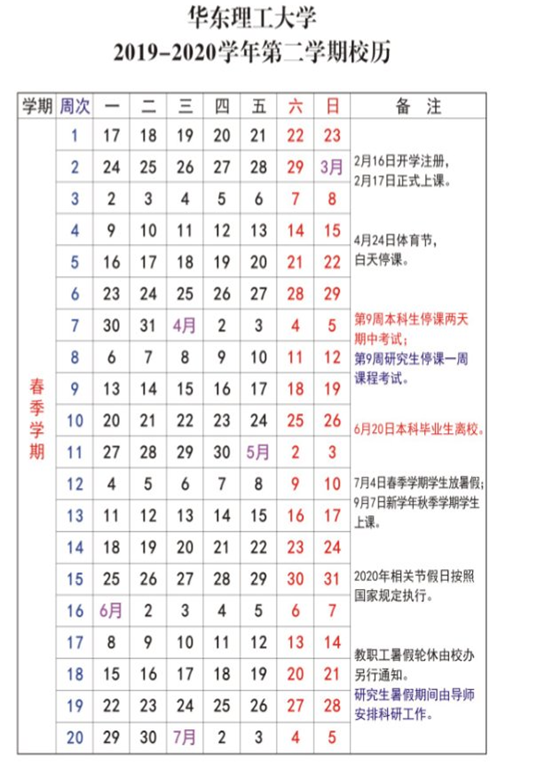 华东理工大学
2019-2020学年第二学期校历
学期 周次 一 二 三 四 五 六 日 备 注
春季学期
1 17 18 19 20 21 22 23
2 24 25 26 27 28 29 3月
3 2 3 4 5 6 7 8
4 9 10 11 12 13 14 15
5 16 17 18 19 20 21 22
6 23 24 25 26 27 28 29
7 30 31 4月 2 3 4 5
8 6 7 8 9 10 11 12
9 13 14 15 16 17 18 19
10 20 21 22 23 24 25 26
11 27 28 29 30 5月 2 3
12 4 5 6 7 8 9 10
13 11 12 13 14 15 16 17
14 18 19 20 21 22 23 24
15 25 26 27 28 29 30 31
16 6月 2 3 4 5 6 7
17 8 9 10 11 12 13 14
18 15 16 17 18 19 20 21
19 22 23 24 25 26 27 28
20 29 30 7月 2 3 4 5
2月16日开学注册，
2月17日正式上课。
4月24日体育节，
白天停课。
第9周本科生停课两天
期中考试；
第9周研究生停课一周
课程考试。
6月20日本科毕业生离校。
7月4日春季学期学生放暑假；
9月7日新学年秋季学期学生
上课。
2020年相关节假日按照
国家规定执行。
教职工暑假轮休由校办
另行通知。
研究生暑假期间由导师
安排科研工作。